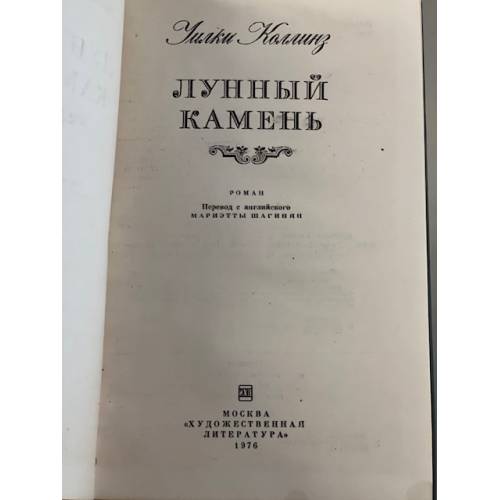 Уилки Коллинз
ЛУННЫЙ
КАМЕНЬ
РОМАН
Перевод с английского
МАРИЭТТЫ ШАГИНЯН
МОСКВА
«ХУДОЖЕСТВЕННАЯ
ЛИТЕРАТУРА»
1976